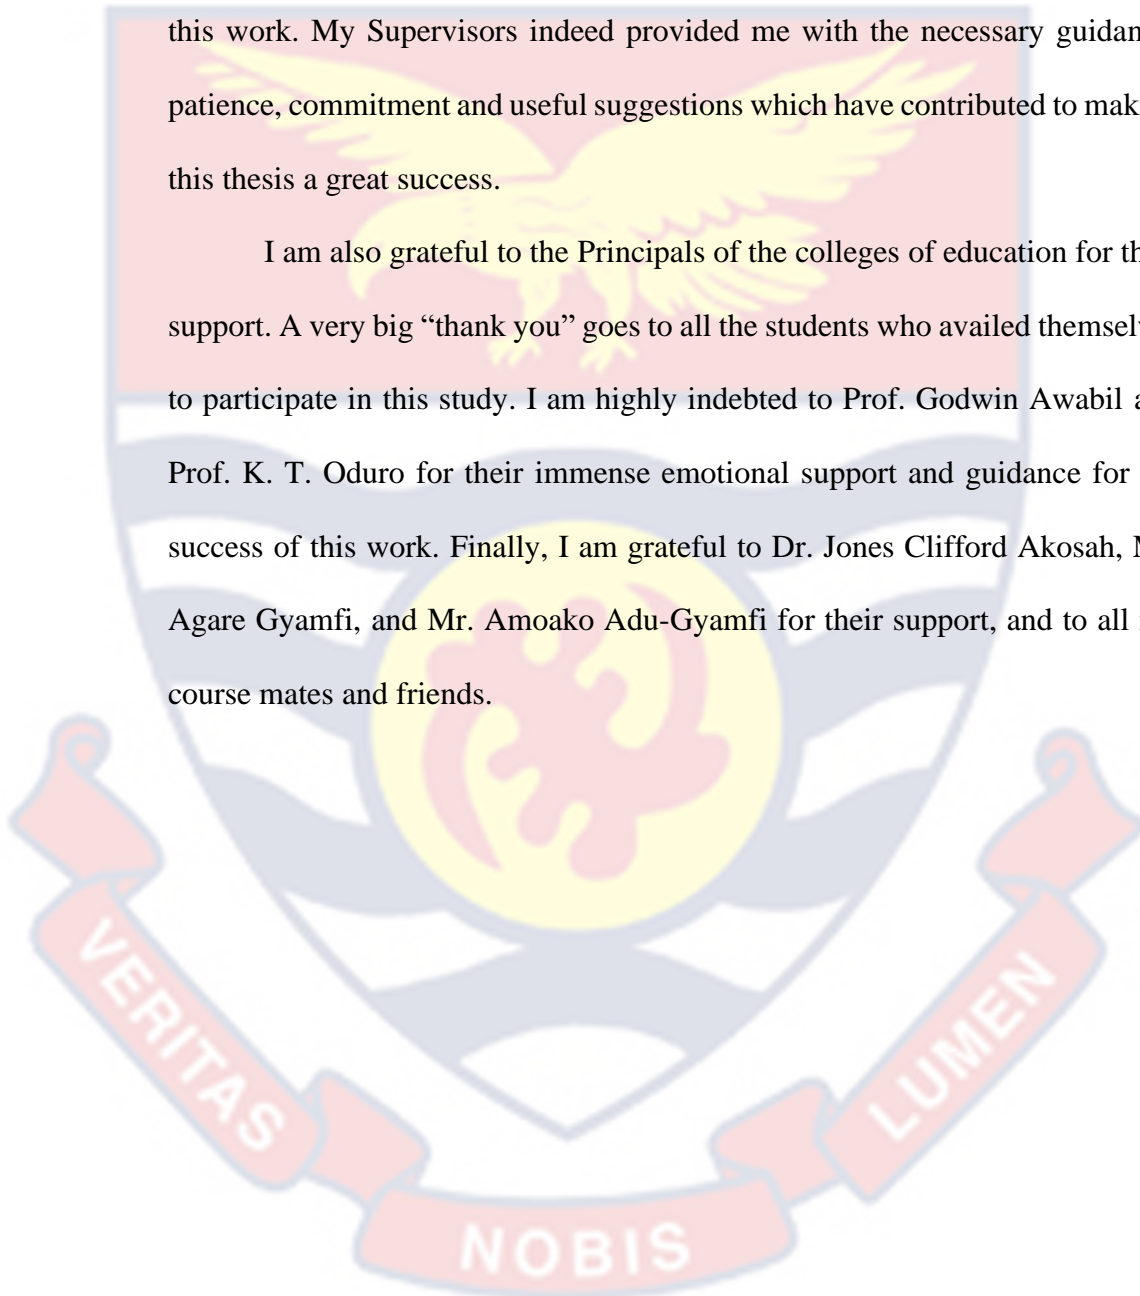 this work. My Supervisors indeed provided me with the necessary guidan
patience, commitment and useful suggestions which have contributed to mak
this thesis a great success.
I am also grateful to the Principals of the colleges of education for th
support. A very big “thank you” goes to all the students who availed themsel
to participate in this study. I am highly indebted to Prof. Godwin Awabil a
Prof. K. T. Oduro for their immense emotional support and guidance for
success of this work. Finally, I am grateful to Dr. Jones Clifford Akosah, M
Agare Gyamfi, and Mr. Amoako Adu-Gyamfi for their support, and to all
course mates and friends.
VERITAS
NOBIS
LUMEN